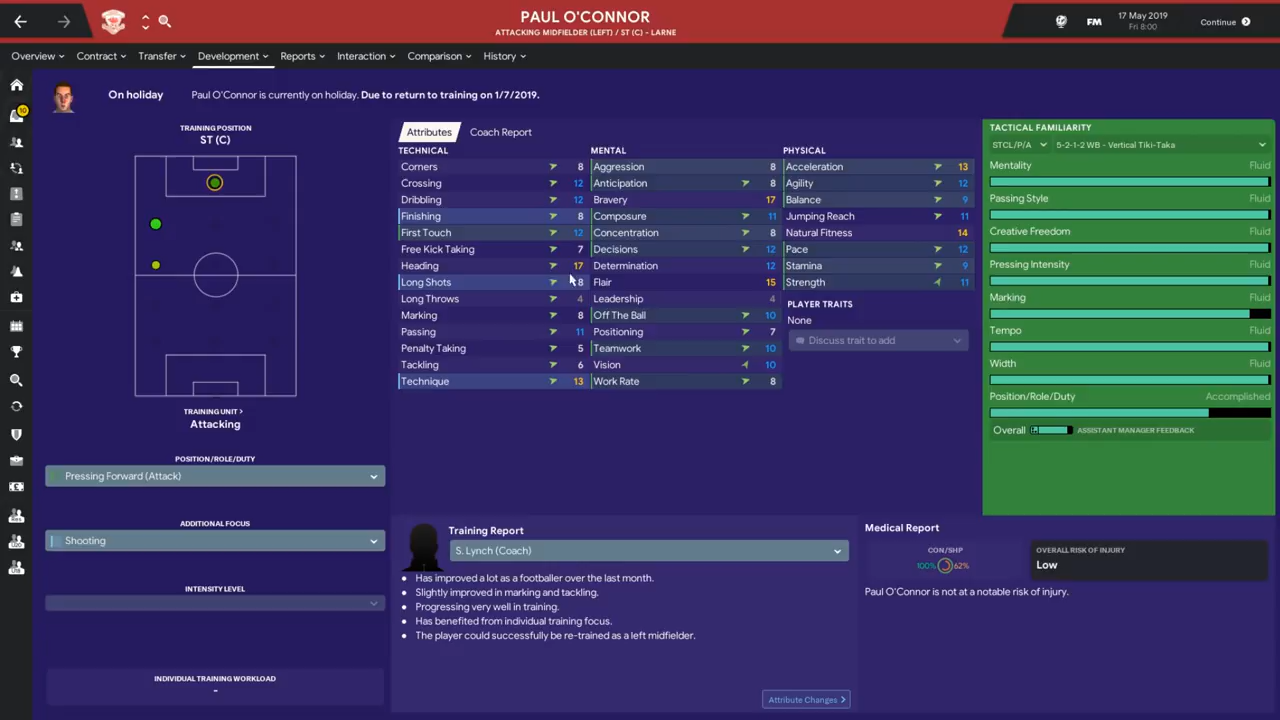 PAUL O'CONNOR
ATTACKING MIDFIELDER (LEFT) / ST (C) - LARNE
FM
17 May 2019
Fri 8:00
Continue
Overview
Contract
Transfer
Development
Reports
Interaction
Comparison
History
10
On holiday
Paul O'Connor is currently on holiday. Due to return to training on 1/7/2019.
TRAINING POSITION
ST (C)
TRAINING UNIT >
Attacking
POSITION/ROLE/DUTY
Pressing Forward (Attack)
ADDITIONAL FOCUS
Shooting
INTENSITY LEVEL
INDIVIDUAL TRAINING WORKLOAD
-
Attributes
Coach Report
TECHNICAL
Corners 8
Crossing 12
Dribbling 12
Finishing 8
First Touch 12
Free Kick Taking 7
Heading 17
Long Shots 8
Long Throws 4
Marking 8
Passing 11
Penalty Taking 5
Tackling 6
Technique 13
MENTAL
Aggression 8
Anticipation 8
Bravery 17
Composure 11
Concentration 8
Decisions 12
Determination 12
Flair 15
Leadership 4
Off The Ball 10
Positioning 7
Teamwork 10
Vision 10
Work Rate 8
PHYSICAL
Acceleration 13
Agility 12
Balance 9
Jumping Reach 11
Natural Fitness 14
Pace 12
Stamina 9
Strength 11
PLAYER TRAITS
None
Discuss trait to add
TACTICAL FAMILIARITY
STCL/P/A
5-2-1-2 WB - Vertical Tiki-Taka
Mentality Fluid
Passing Style Fluid
Creative Freedom Fluid
Pressing Intensity Fluid
Marking Fluid
Tempo Fluid
Width Fluid
Position/Role/Duty Accomplished
Overall
ASSISTANT MANAGER FEEDBACK
Training Report
S. Lynch (Coach)
Has improved a lot as a footballer over the last month.
Slightly improved in marking and tackling.
Progressing very well in training.
Has benefited from individual training focus.
The player could successfully be re-trained as a left midfielder.
Attribute Changes >
Medical Report
CON/SHP
100% 62%
OVERALL RISK OF INJURY
Low
Paul O'Connor is not at a notable risk of injury.